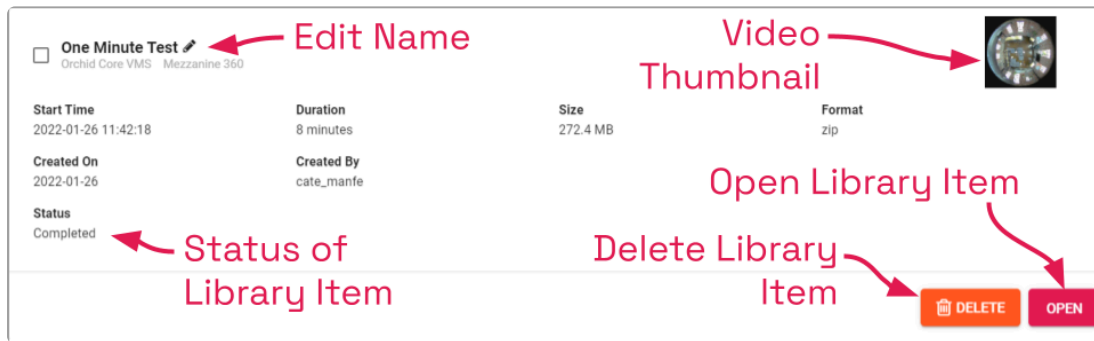 One Minute Test
Orchid Core VMS Mezzanine 360
Edit Name
Video
Thumbnail
Start Time Duration Size Format
2022-01-26 11:42:18 8 minutes 272.4 MB zip
Created On Created By
2022-01-26 cate_manfe
Open Library Item
Status
Completed
Status of
Library Item
Delete Library
Item
DELETE OPEN